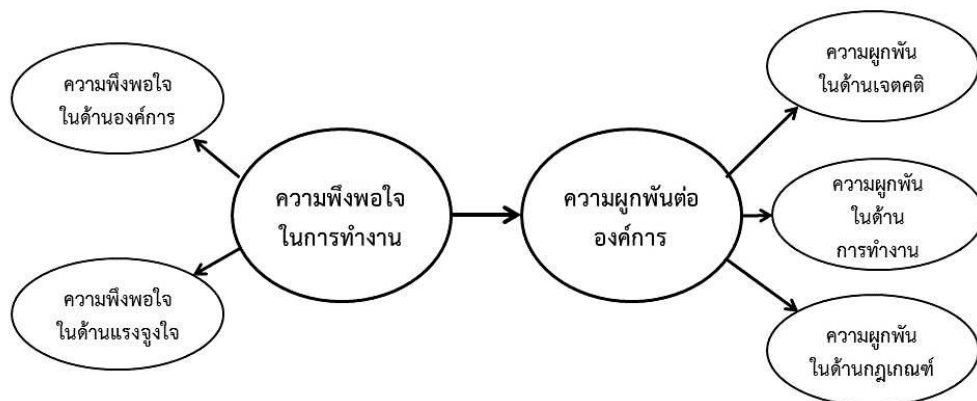 ความพึงพอใจ
ในด้านองค์การ
ความพึงพอใจ
ในด้านแรงจูงใจ
ความพึงพอใจ
ในการทำงาน
ความผูกพันต่อ
องค์การ
ความผูกพัน
ในด้านเจตคติ
ความผูกพัน
ในด้าน
การทำงาน
ความผูกพัน
ในด้านกฎเกณฑ์